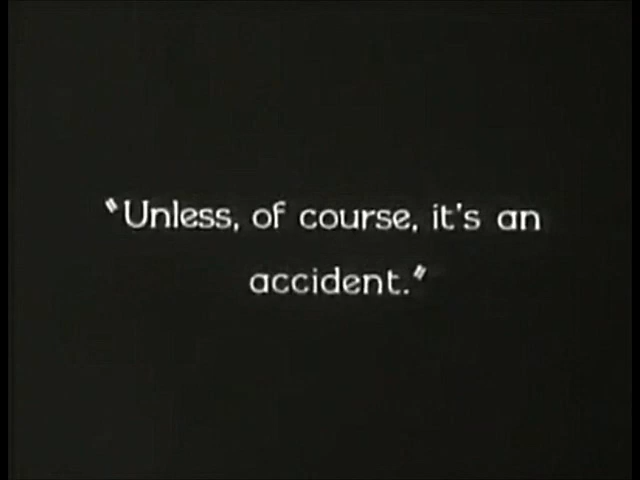 "Unless, of course, it's an
accident."